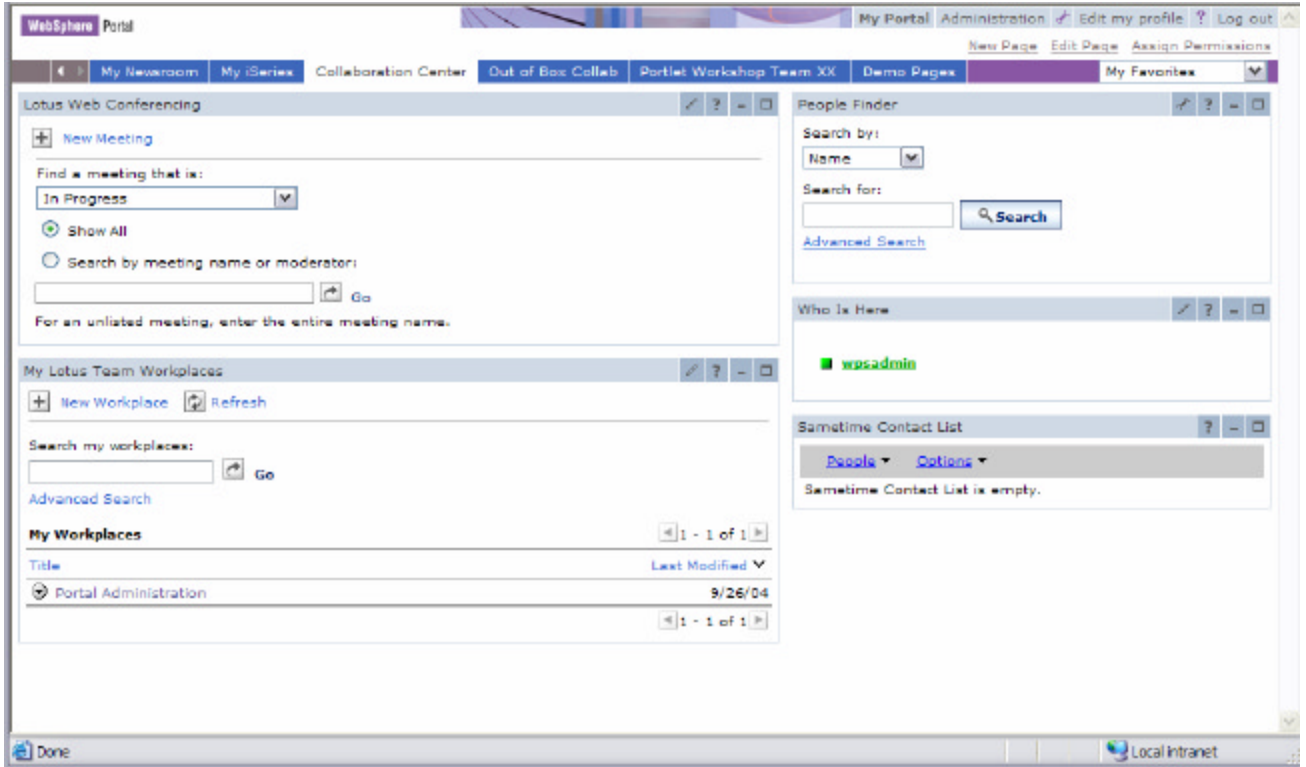 WebSphere Portal
My Portal Administration Edit my profile ? Log out
New Page Edit Page Assign Permissions
My Newsroom My iSeries Collaboration Center Out of Box Collab Portlet Workshop Team XX Demo Pages My Favorites
Lotus Web Conferencing ?
New Meeting
Find a meeting that is:
In Progress
Show All
Search by meeting name or moderator:
Go
For an unlisted meeting, enter the entire meeting name.
My Lotus Team Workplaces ?
New Workplace Refresh
Search my workplaces:
Go
Advanced Search
My Workplaces 1 - 1 of 1
Title Last Modified
Portal Administration 9/26/04
1 - 1 of 1
People Finder ?
Search by:
Name
Search for:
Search
Advanced Search
Who Is Here ?
wpsadmin
Sametime Contact List ?
People Options
Sametime Contact List is empty.
Done Local intranet